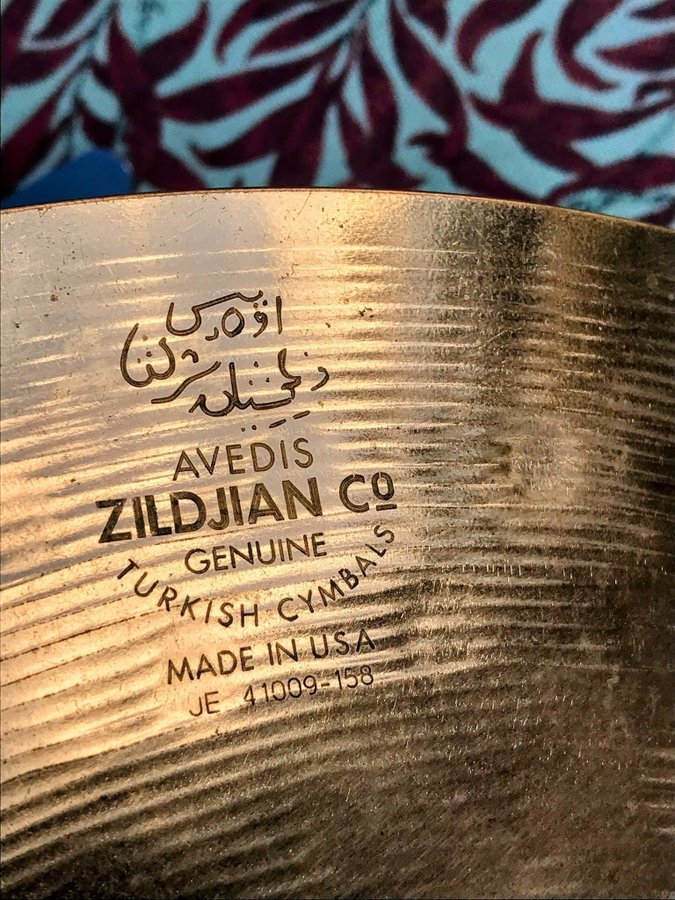 AVEDIS
ZILDJIAN Cº
GENUINE
TURKISH CYMBALS
MADE IN USA
JE 41009-158